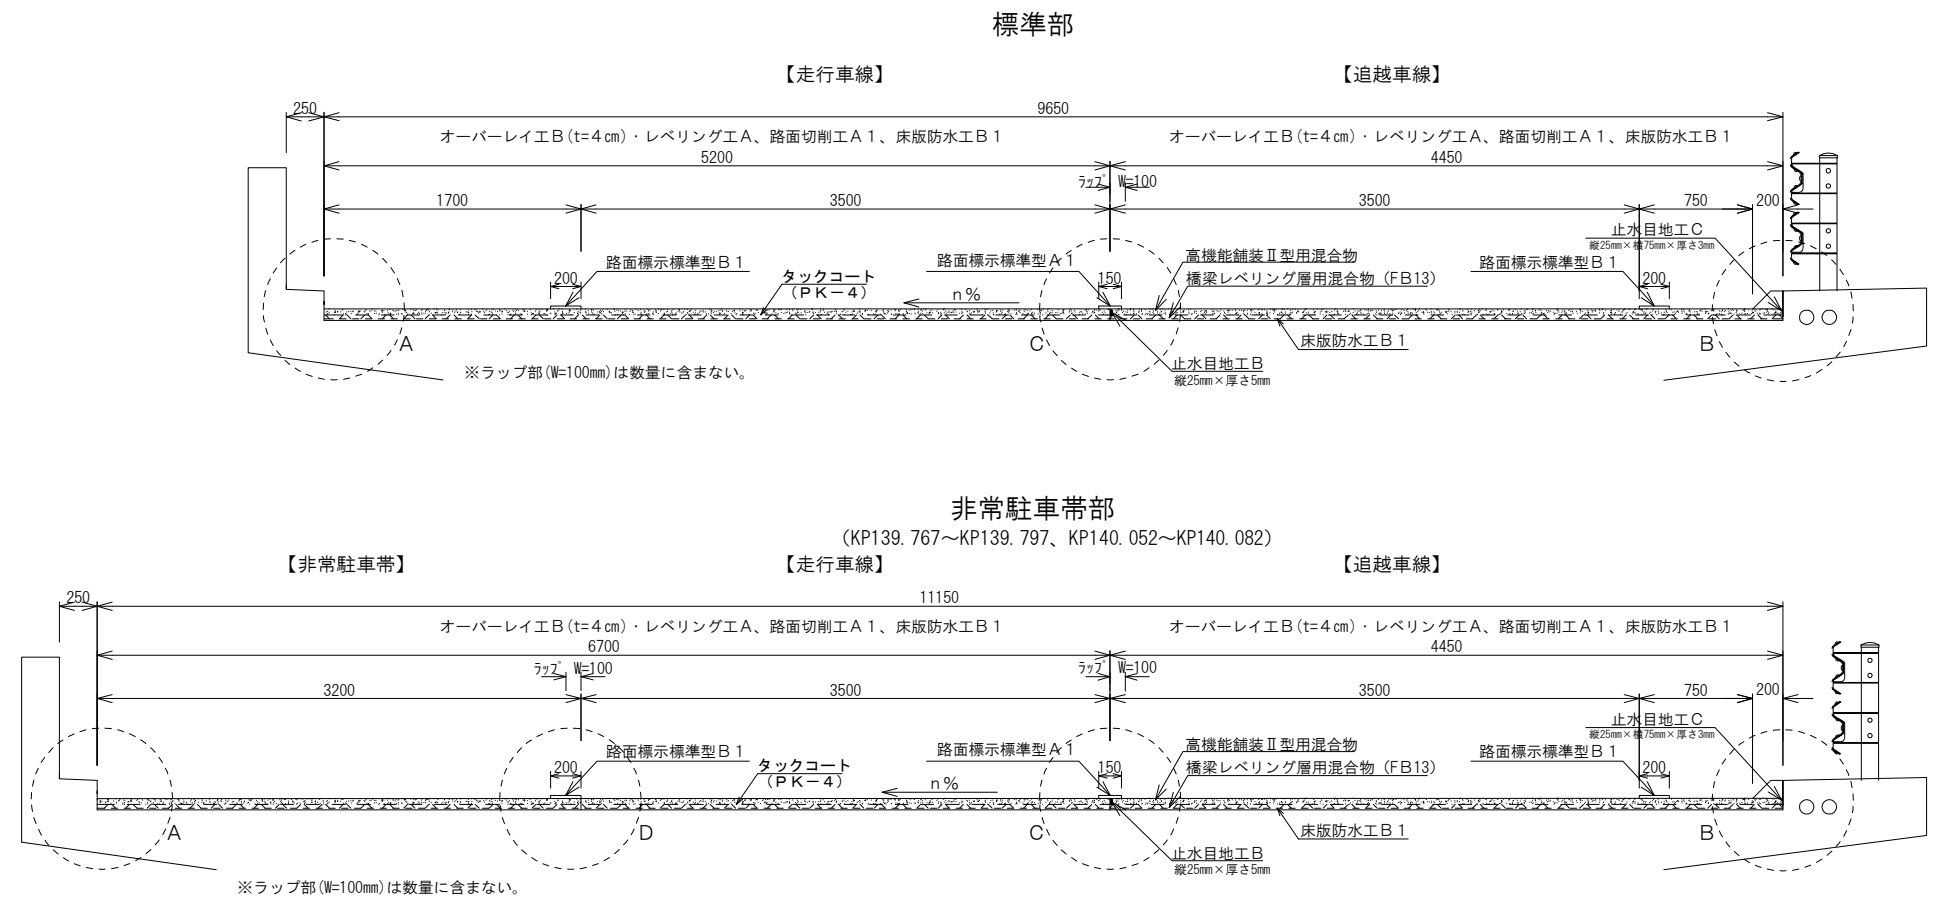 標準部
【走行車線】 【追越車線】
250 9650
オーバーレイ工B(t=4㎝)・レベリング工A、路面切削工A1、床版防水工B1 オーバーレイ工B(t=4㎝)・レベリング工A、路面切削工A1、床版防水工B1
5200 4450
ラップ W=100
1700 3500 3500 750 200
止水目地工C
縦25mm×横75mm×厚さ3mm
路面標示標準型B1 路面標示標準型A1 高機能舗装Ⅱ型用混合物 路面標示標準型B1
200 タックコート 150 橋梁レベリング層用混合物(FB13) 200
(PK-4) n%
A C 床版防水工B1 B
※ラップ部(W=100mm)は数量に含まない。 止水目地工B
縦25mm×厚さ5mm
非常駐車帯部
(KP139.767～KP139.797、KP140.052～KP140.082)
【非常駐車帯】 【走行車線】 【追越車線】
250 11150
オーバーレイ工B(t=4㎝)・レベリング工A、路面切削工A1、床版防水工B1 オーバーレイ工B(t=4㎝)・レベリング工A、路面切削工A1、床版防水工B1
6700 4450
ラップ W=100 ラップ W=100
3200 3500 3500 750 200
止水目地工C
縦25mm×横75mm×厚さ3mm
路面標示標準型B1 路面標示標準型A1 高機能舗装Ⅱ型用混合物 路面標示標準型B1
200 タックコート 150 橋梁レベリング層用混合物(FB13) 200
(PK-4) n%
A D C 床版防水工B1 B
止水目地工B
縦25mm×厚さ5mm
※ラップ部(W=100mm)は数量に含まない。